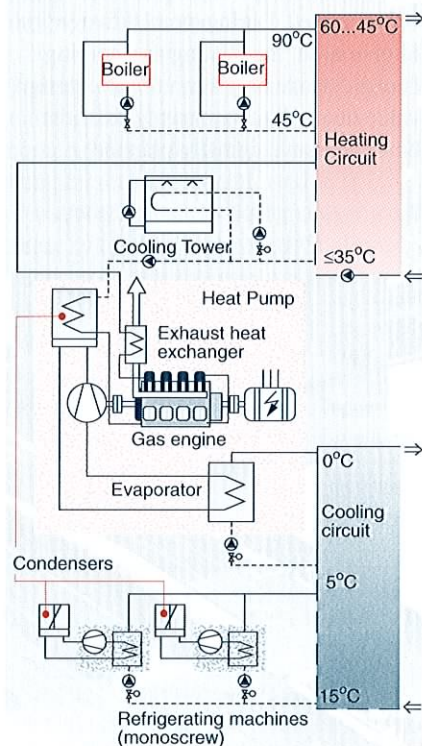 60...45°C
90°C
Boiler
Boiler
45°C
Heating
Circuit
Cooling Tower
≤35°C
Heat Pump
Exhaust heat
exchanger
Gas engine
0°C
Evaporator
Cooling
circuit
Condensers
5°C
15°C
Refrigerating machines
(monoscrew)